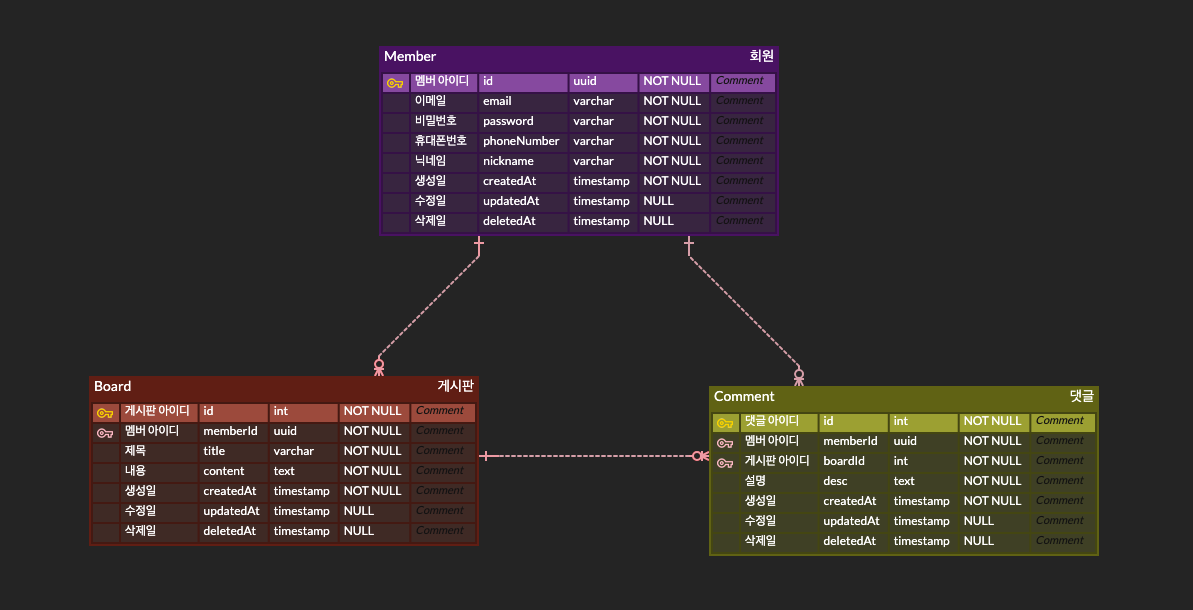 Member 회원
멤버 아이디 id uuid NOT NULL Comment
이메일 email varchar NOT NULL Comment
비밀번호 password varchar NOT NULL Comment
휴대폰번호 phoneNumber varchar NOT NULL Comment
닉네임 nickname varchar NOT NULL Comment
생성일 createdAt timestamp NOT NULL Comment
수정일 updatedAt timestamp NULL Comment
삭제일 deletedAt timestamp NULL Comment
Board 게시판
게시판 아이디 id int NOT NULL Comment
멤버 아이디 memberId uuid NOT NULL Comment
제목 title varchar NOT NULL Comment
내용 content text NOT NULL Comment
생성일 createdAt timestamp NOT NULL Comment
수정일 updatedAt timestamp NULL Comment
삭제일 deletedAt timestamp NULL Comment
Comment 댓글
댓글 아이디 id int NOT NULL Comment
멤버 아이디 memberId uuid NOT NULL Comment
게시판 아이디 boardId int NOT NULL Comment
설명 desc text NOT NULL Comment
생성일 createdAt timestamp NOT NULL Comment
수정일 updatedAt timestamp NULL Comment
삭제일 deletedAt timestamp NULL Comment